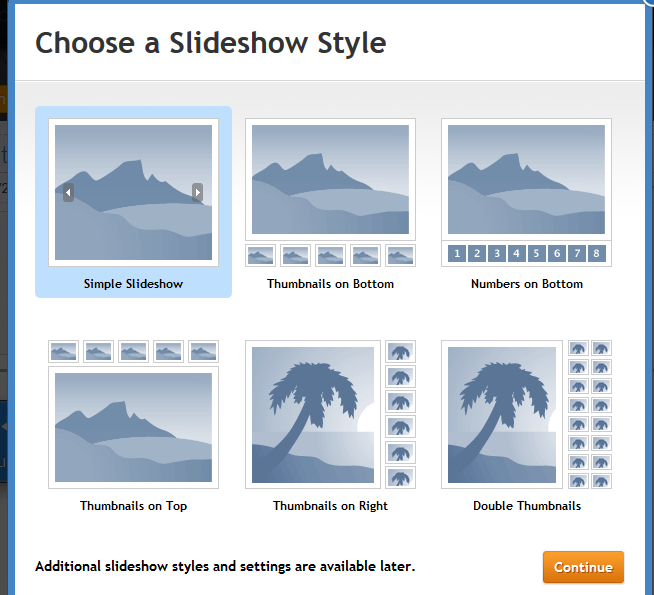 Choose a Slideshow Style
Simple Slideshow
Thumbnails on Bottom
1 2 3 4 5 6 7 8
Numbers on Bottom
Thumbnails on Top
Thumbnails on Right
Double Thumbnails
Additional slideshow styles and settings are available later.
Continue